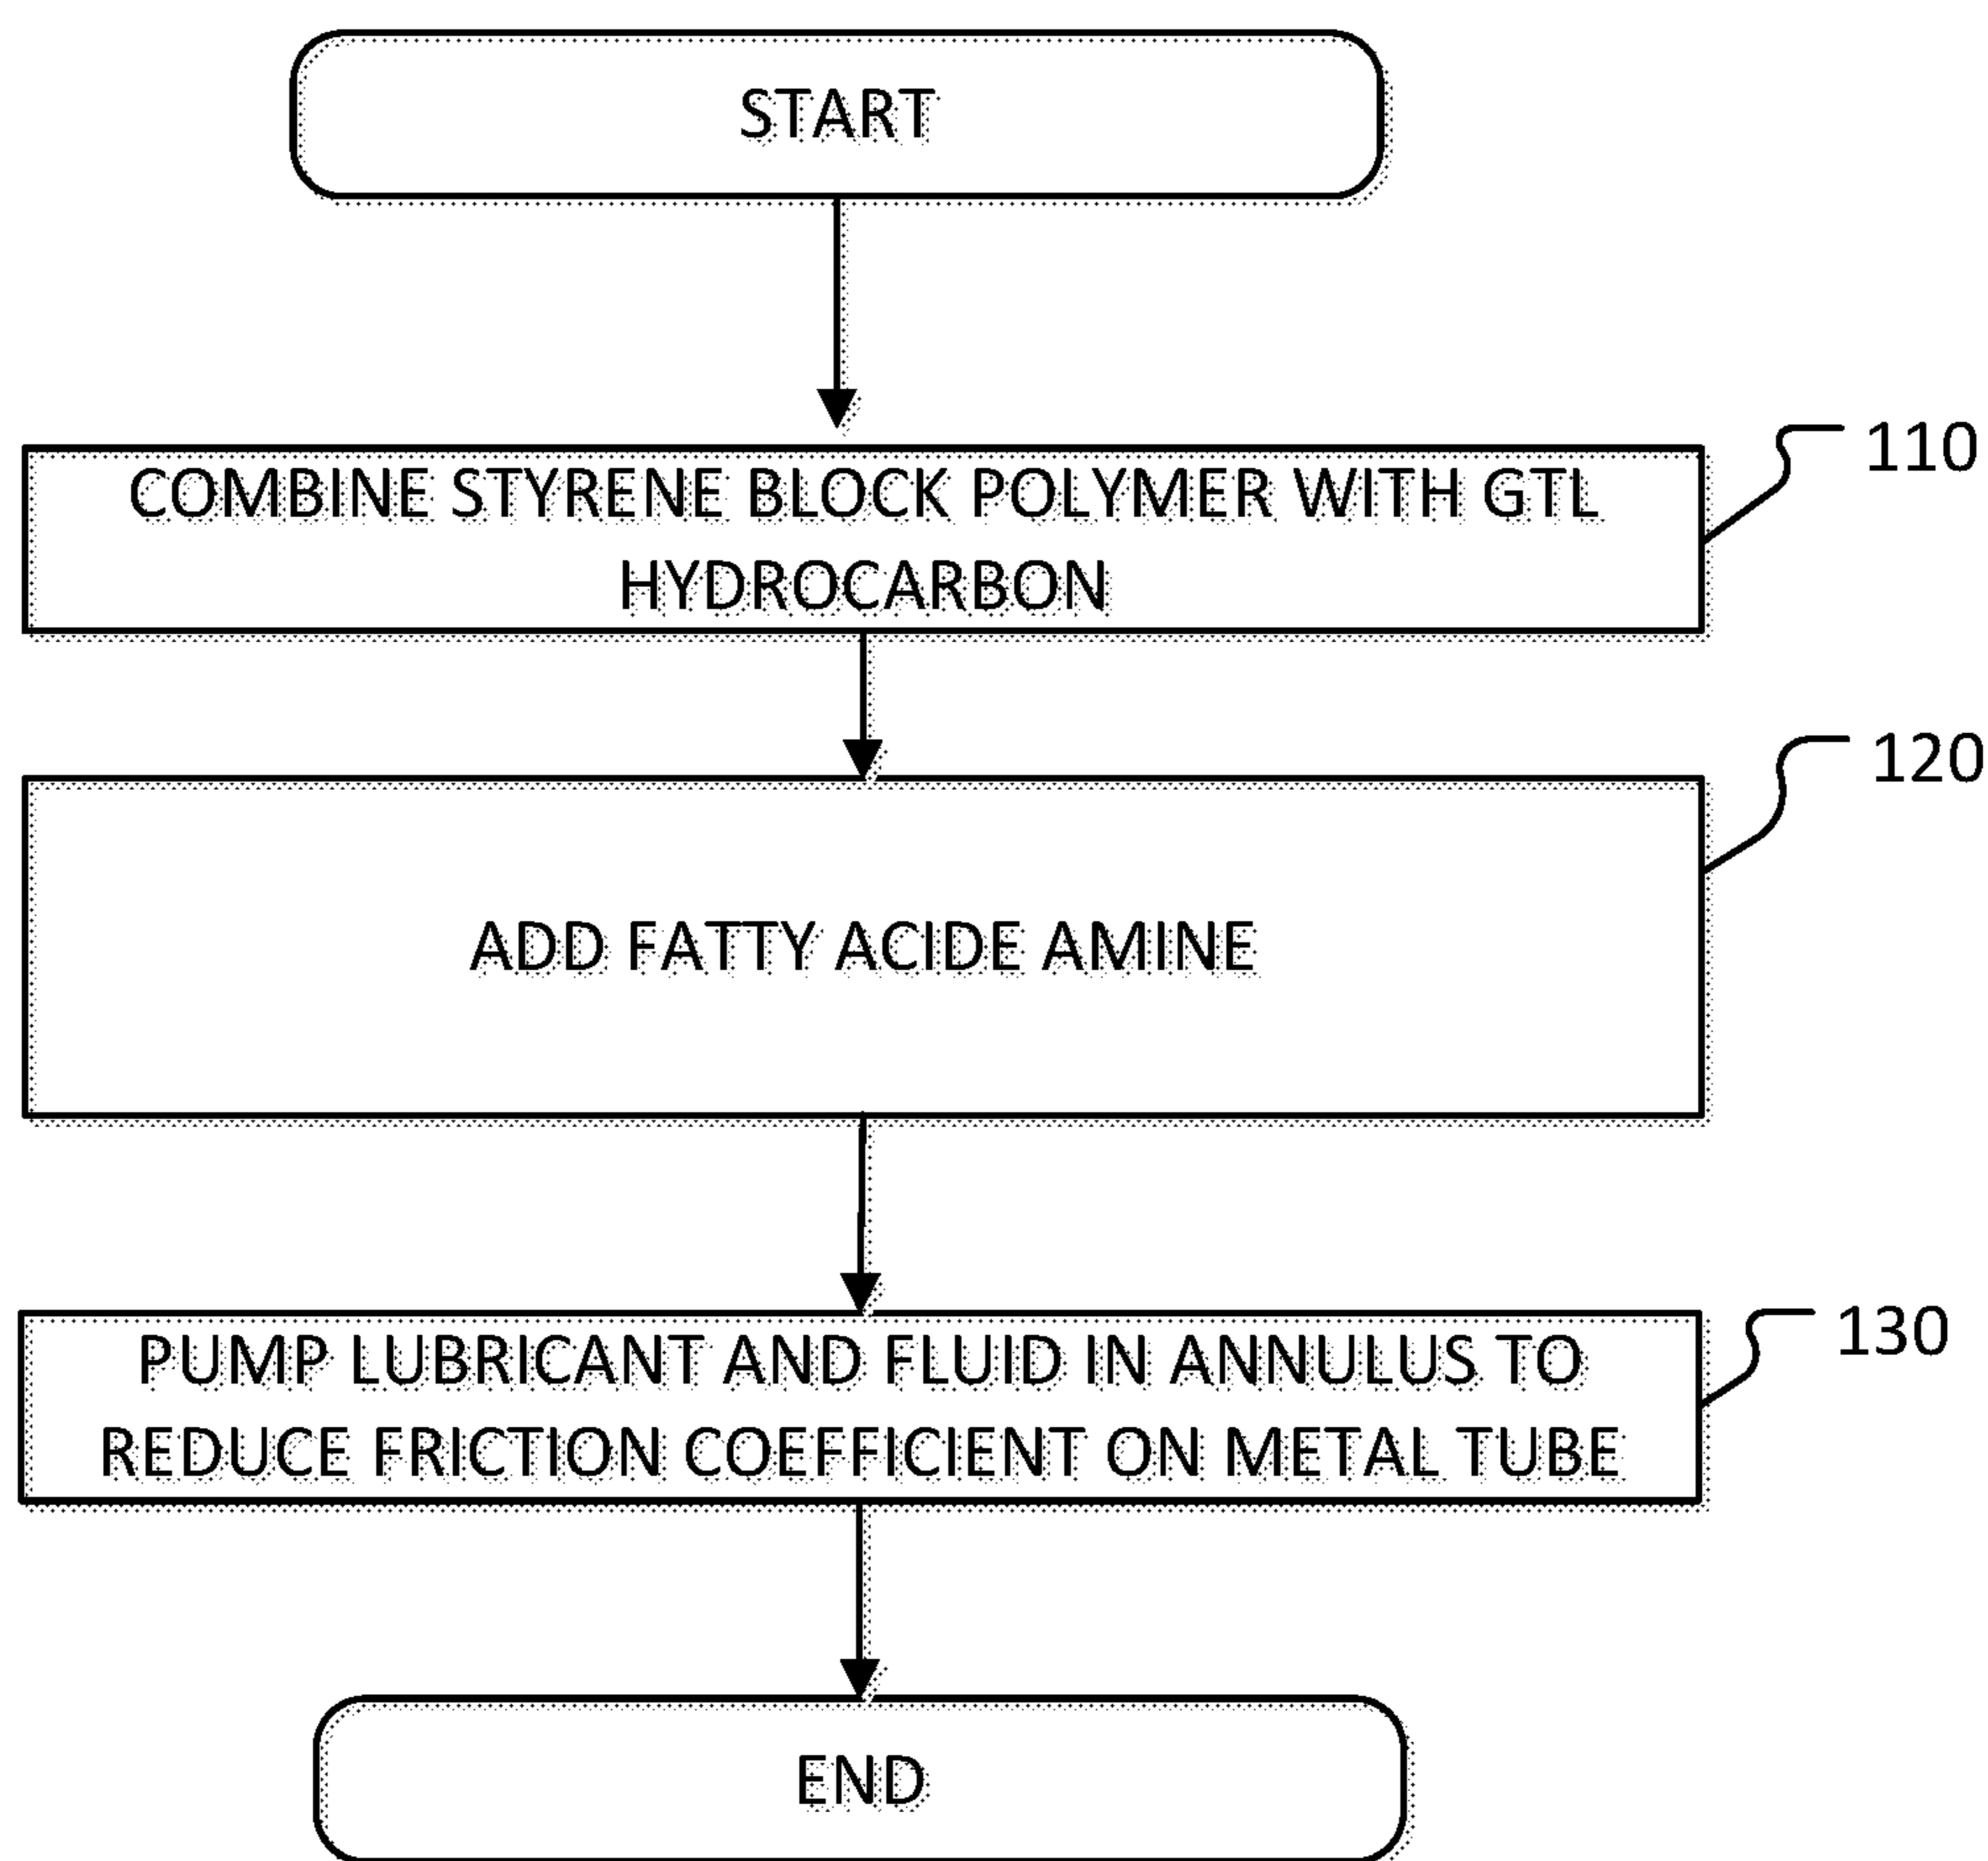 START
COMBINE STYRENE BLOCK POLYMER WITH GTL
HYDROCARBON
110
ADD FATTY ACIDE AMINE
120
PUMP LUBRICANT AND FLUID IN ANNULUS TO
REDUCE FRICTION COEFFICIENT ON METAL TUBE
130
END